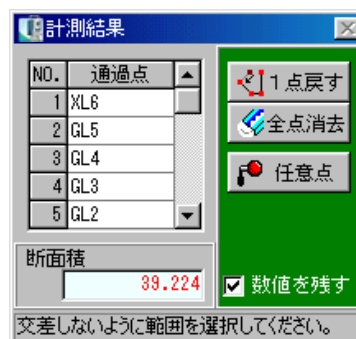 計測結果
NO. 通過点
1 XL6
2 GL5
3 GL4
4 GL3
5 GL2
1点戻す
全点消去
任意点
断面積
39.224
数値を残す
交差しないように範囲を選択してください。